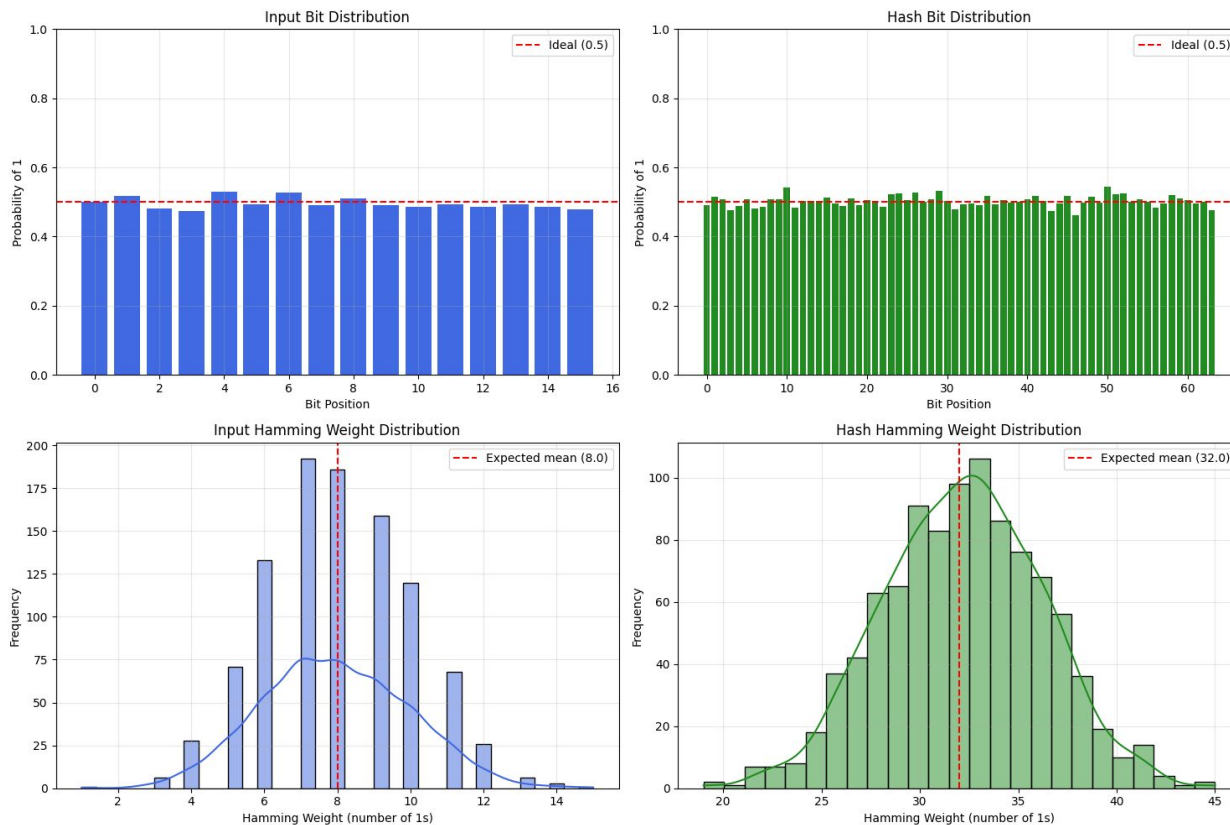 Input Bit Distribution
1.0
0.8
0.6
0.4
0.2
0.0
Probability of 1
Ideal (0.5)
0 2 4 6 8 10 12 14 16
Bit Position
Hash Bit Distribution
1.0
0.8
0.6
0.4
0.2
0.0
Probability of 1
Ideal (0.5)
0 10 20 30 40 50 60
Bit Position
Input Hamming Weight Distribution
200
175
150
125
100
75
50
25
0
Frequency
Expected mean (8.0)
2 4 6 8 10 12 14
Hamming Weight (number of 1s)
Hash Hamming Weight Distribution
100
80
60
40
20
0
Frequency
Expected mean (32.0)
20 25 30 35 40 45
Hamming Weight (number of 1s)